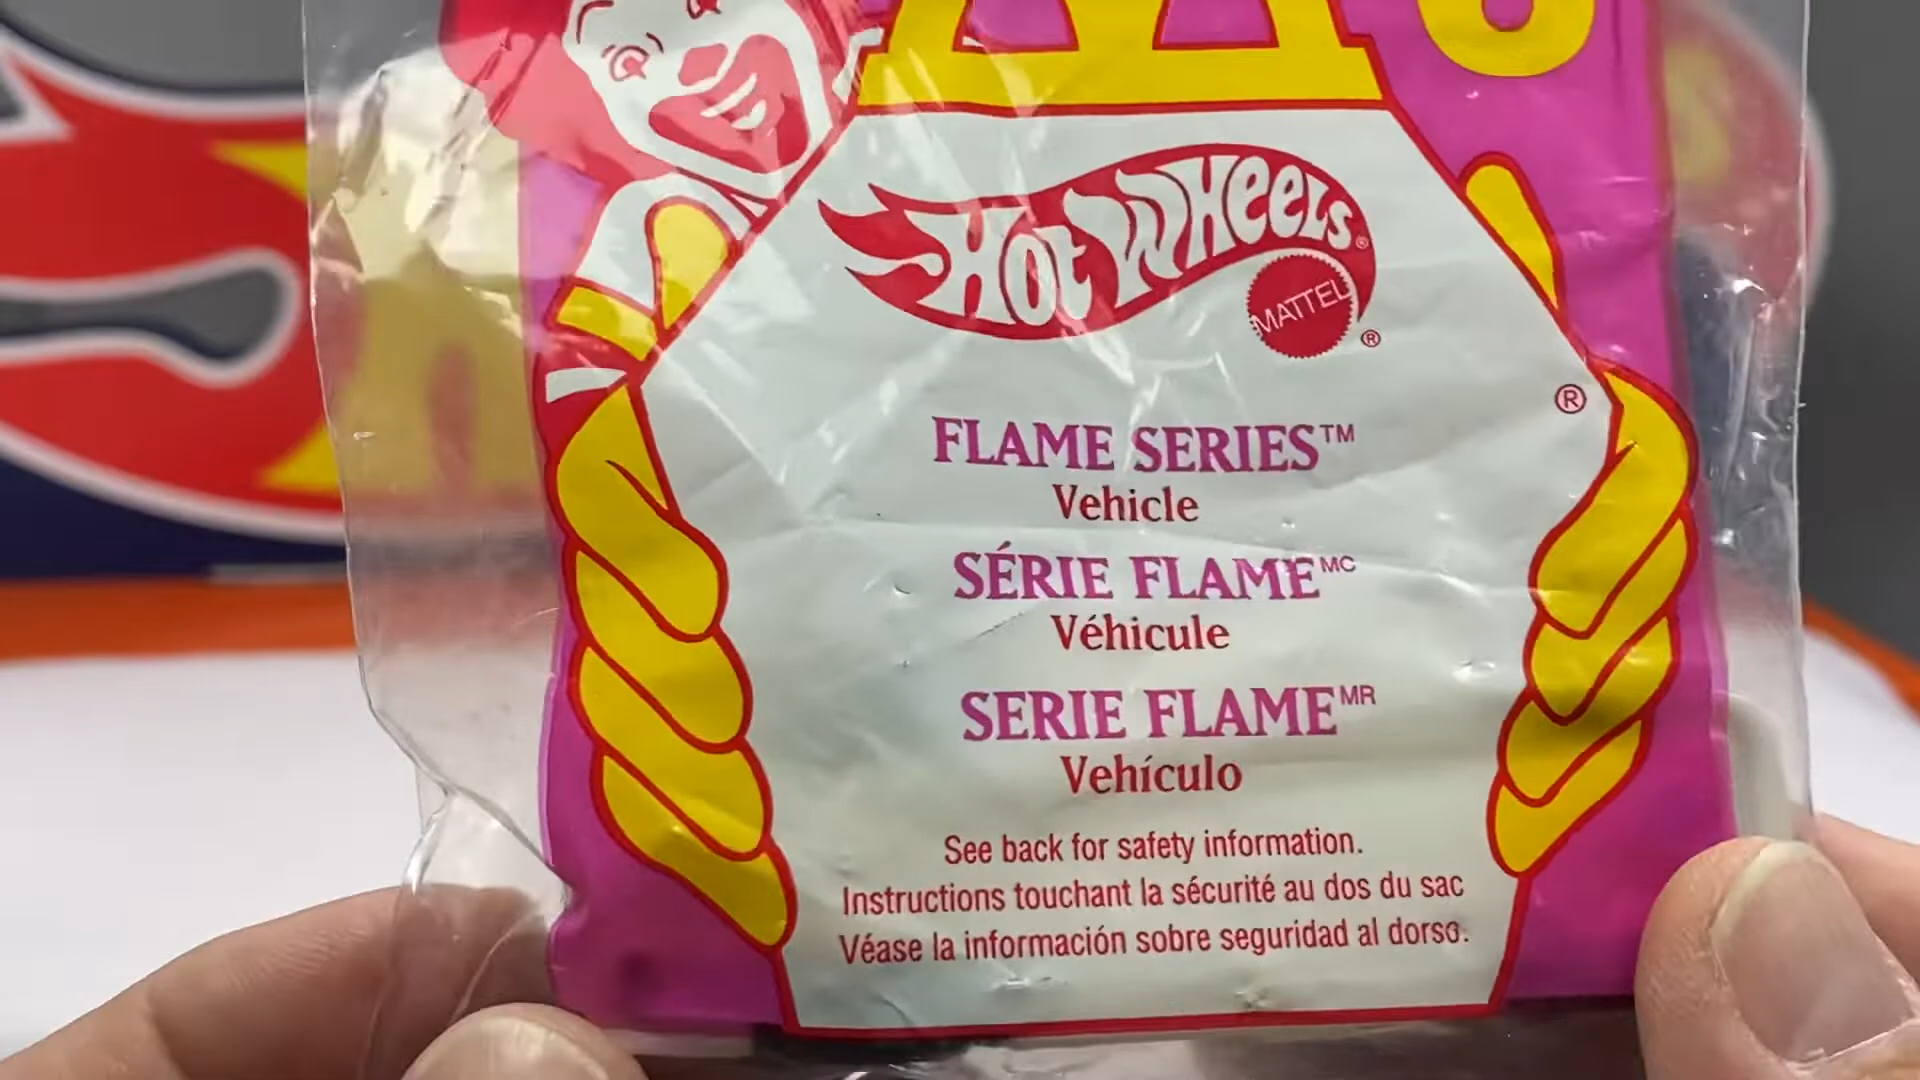 HOT WHEELS®
MATTEL®
®
FLAME SERIES™
Vehicle
SÉRIE FLAME MC
Véhicule
SERIE FLAME MR
Vehículo
See back for safety information.
Instructions touchant la sécurité au dos du sac
Véase la información sobre seguridad al dorso.